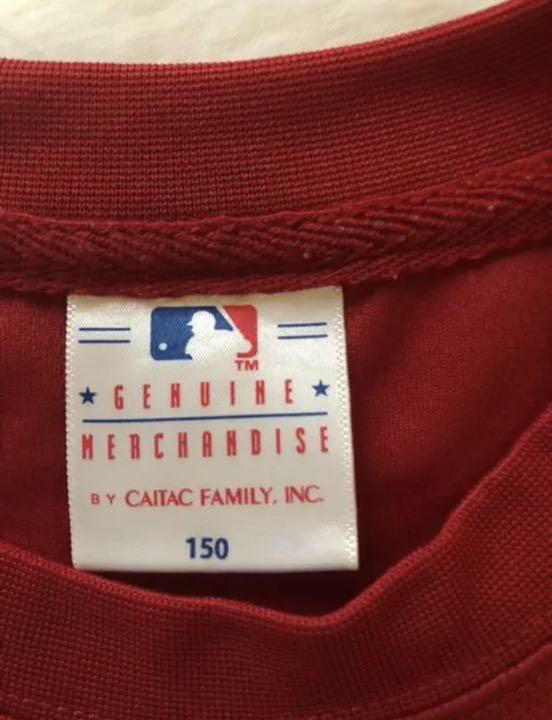 TM
GENUINE
MERCHANDISE
BY CAITAC FAMILY, INC.
150